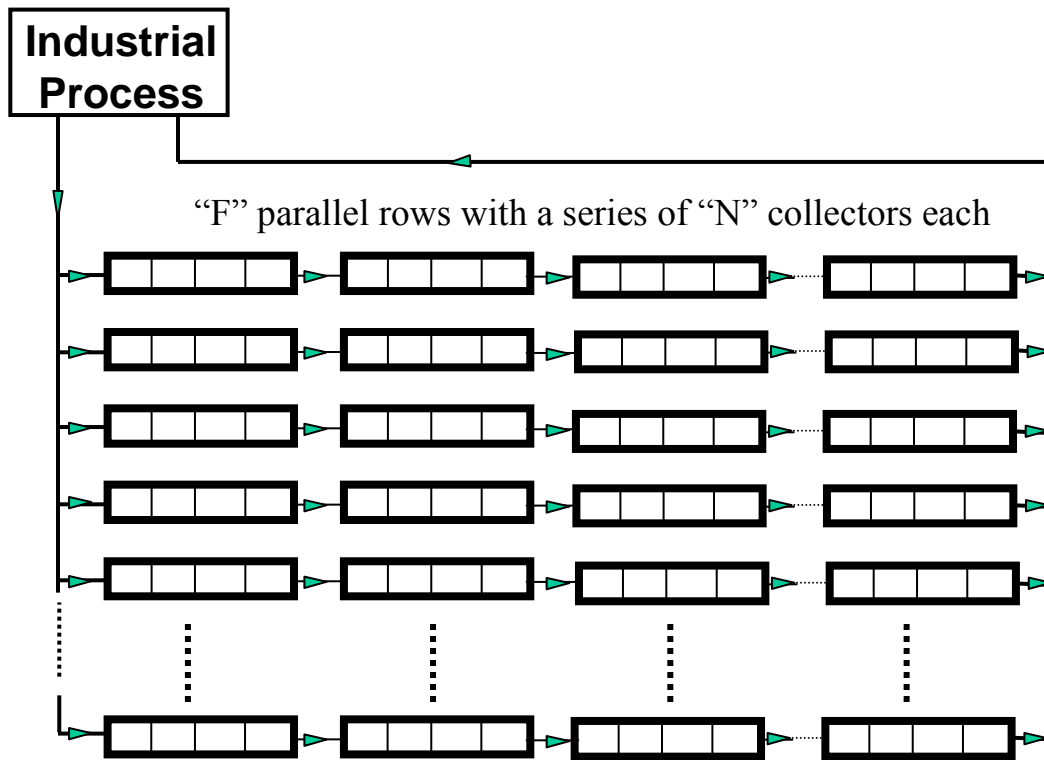 Industrial
Process
“F” parallel rows with a series of “N” collectors each